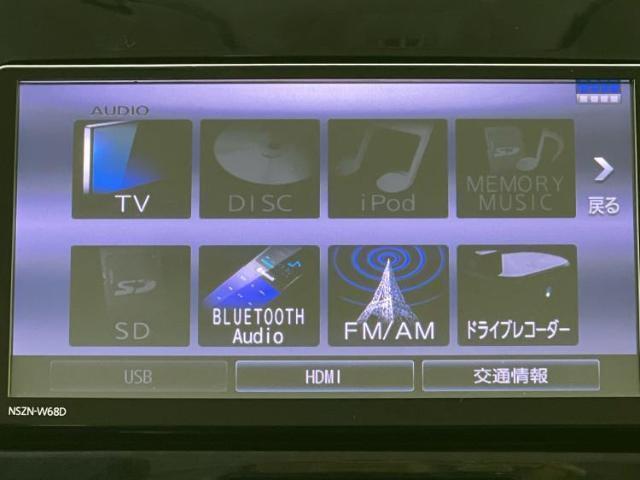 AUDIO
TV
DISC
iPod
MEMORY
MUSIC
戻る
SD
BLUETOOTH
Audio
FM/AM
ドライブレコーダー
USB
HDMI
交通情報
NSZN-W68D